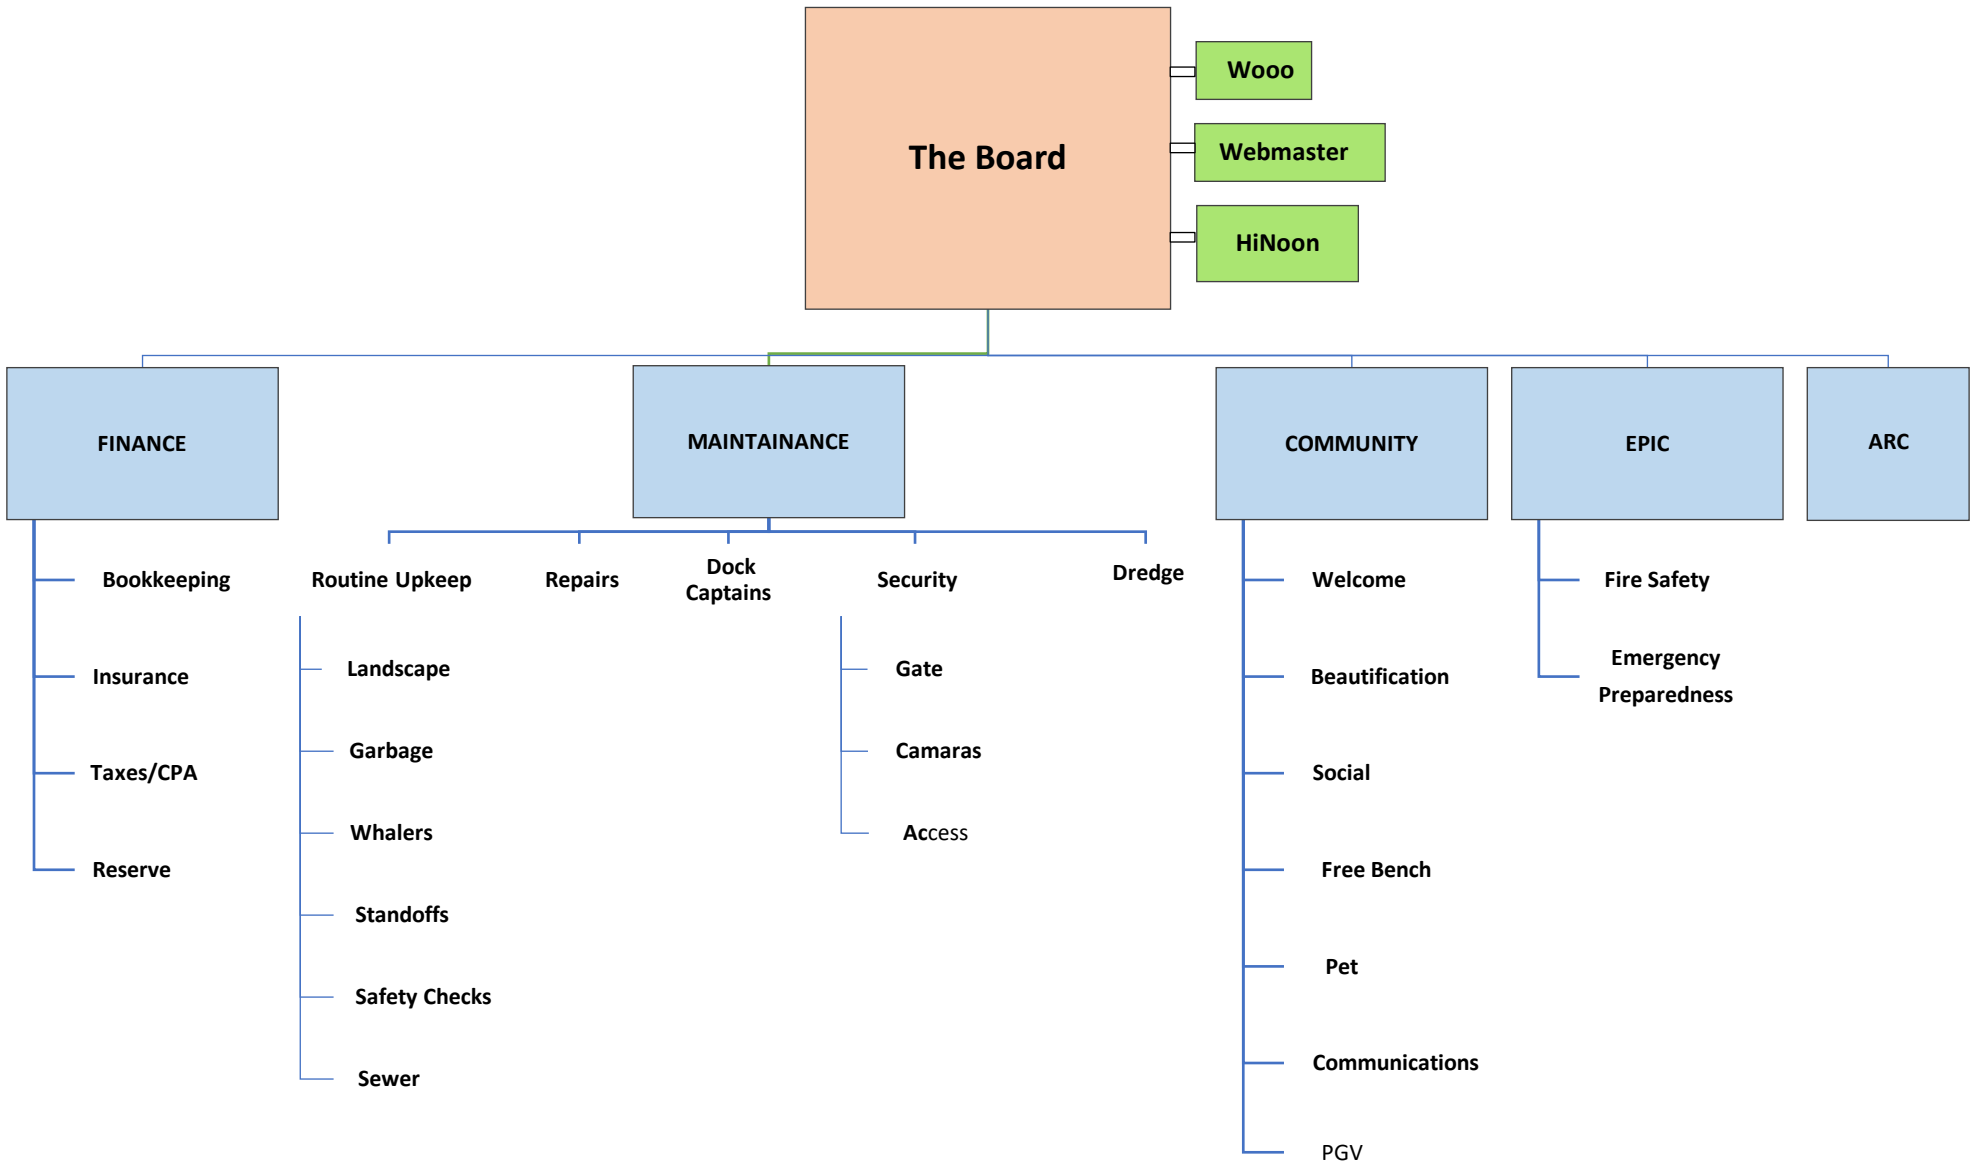 Wooo
The Board
Webmaster
HiNoon
FINANCE
MAINTAINANCE
COMMUNITY
EPIC
ARC
Bookkeeping
Insurance
Taxes/CPA
Reserve
Routine Upkeep
Landscape
Garbage
Whalers
Standoffs
Safety Checks
Sewer
Repairs
Dock
Captains
Security
Gate
Camaras
Access
Dredge
Welcome
Beautification
Social
Free Bench
Pet
Communications
PGV
Fire Safety
Emergency
Preparedness